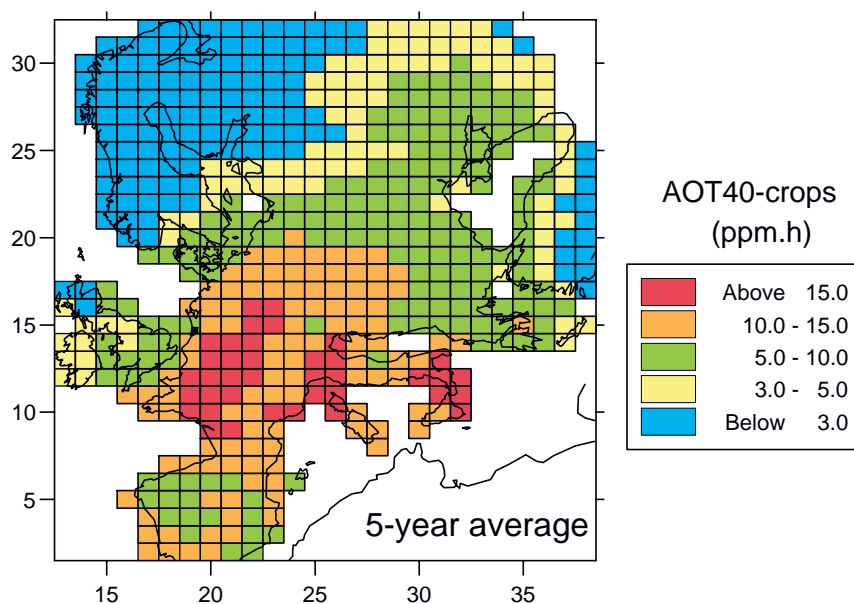 30
25
20
15
10
5
15 20 25 30 35
5-year average
AOT40-crops
(ppm.h)
Above 15.0
10.0 - 15.0
5.0 - 10.0
3.0 - 5.0
Below 3.0